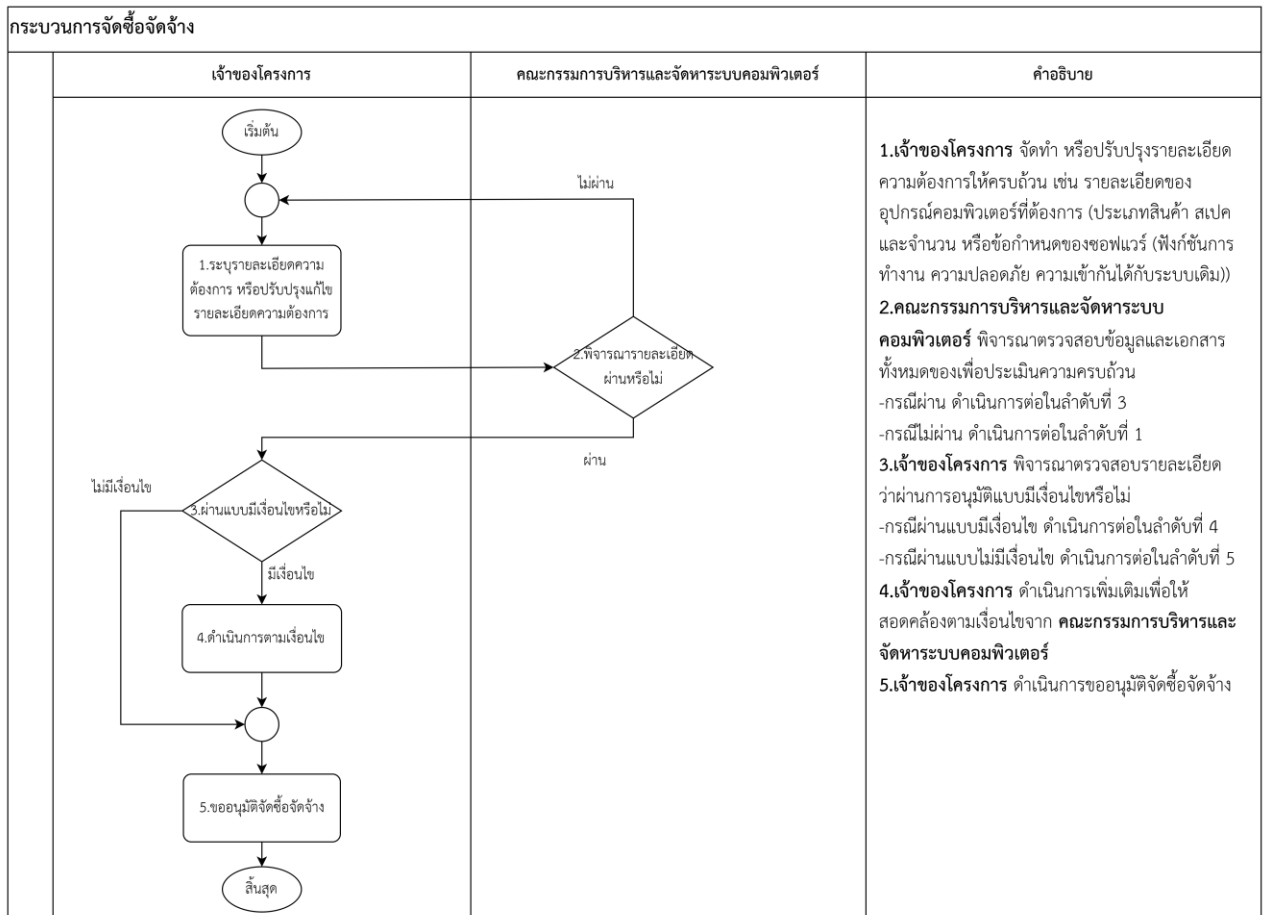 กระบวนการจัดซื้อจัดจ้าง
เจ้าของโครงการ
คณะกรรมการบริหารและจัดหาระบบคอมพิวเตอร์
คำอธิบาย
เริ่มต้น
ไม่ผ่าน
1.ระบุรายละเอียดความ
ต้องการ หรือปรับปรุงแก้ไข
รายละเอียดความต้องการ
2.พิจารณารายละเอียด
ผ่านหรือไม่
ผ่าน
ไม่มีเงื่อนไข
3.ผ่านแบบมีเงื่อนไขหรือไม่
มีเงื่อนไข
4.ดำเนินการตามเงื่อนไข
5.ขออนุมัติจัดซื้อจัดจ้าง
สิ้นสุด
1.เจ้าของโครงการ จัดทำ หรือปรับปรุงรายละเอียด
ความต้องการให้ครบถ้วน เช่น รายละเอียดของ
อุปกรณ์คอมพิวเตอร์ที่ต้องการ (ประเภทสินค้า สเปค
และจำนวน หรือข้อกำหนดของซอฟแวร์ (ฟังก์ชันการ
ทำงาน ความปลอดภัย ความเข้ากันได้กับระบบเดิม))
2.คณะกรรมการบริหารและจัดหาระบบ
คอมพิวเตอร์ พิจารณาตรวจสอบข้อมูลและเอกสาร
ทั้งหมดของเพื่อประเมินความครบถ้วน
-กรณีผ่าน ดำเนินการต่อในลำดับที่ 3
-กรณีไม่ผ่าน ดำเนินการต่อในลำดับที่ 1
3.เจ้าของโครงการ พิจารณาตรวจสอบรายละเอียด
ว่าผ่านการอนุมัติแบบมีเงื่อนไขหรือไม่
-กรณีผ่านแบบมีเงื่อนไข ดำเนินการต่อในลำดับที่ 4
-กรณีผ่านแบบไม่มีเงื่อนไข ดำเนินการต่อในลำดับที่ 5
4.เจ้าของโครงการ ดำเนินการเพิ่มเติมเพื่อให้
สอดคล้องตามเงื่อนไขจาก คณะกรรมการบริหารและ
จัดหาระบบคอมพิวเตอร์
5.เจ้าของโครงการ ดำเนินการขออนุมัติจัดซื้อจัดจ้าง